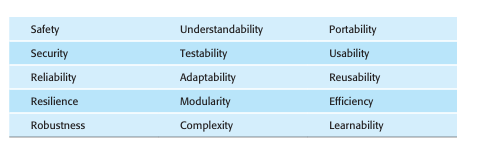 Safety Understandability Portability
Security Testability Usability
Reliability Adaptability Reusability
Resilience Modularity Efficiency
Robustness Complexity Learnability